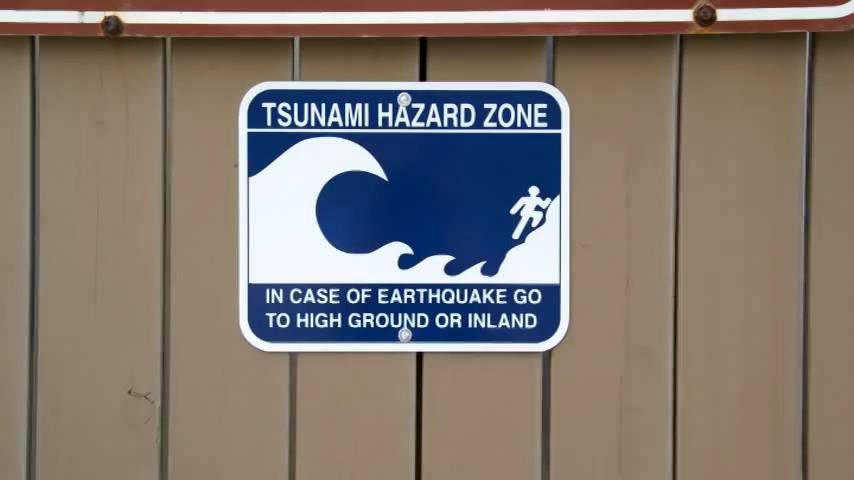 TSUNAMI HAZARD ZONE
IN CASE OF EARTHQUAKE GO
TO HIGH GROUND OR INLAND